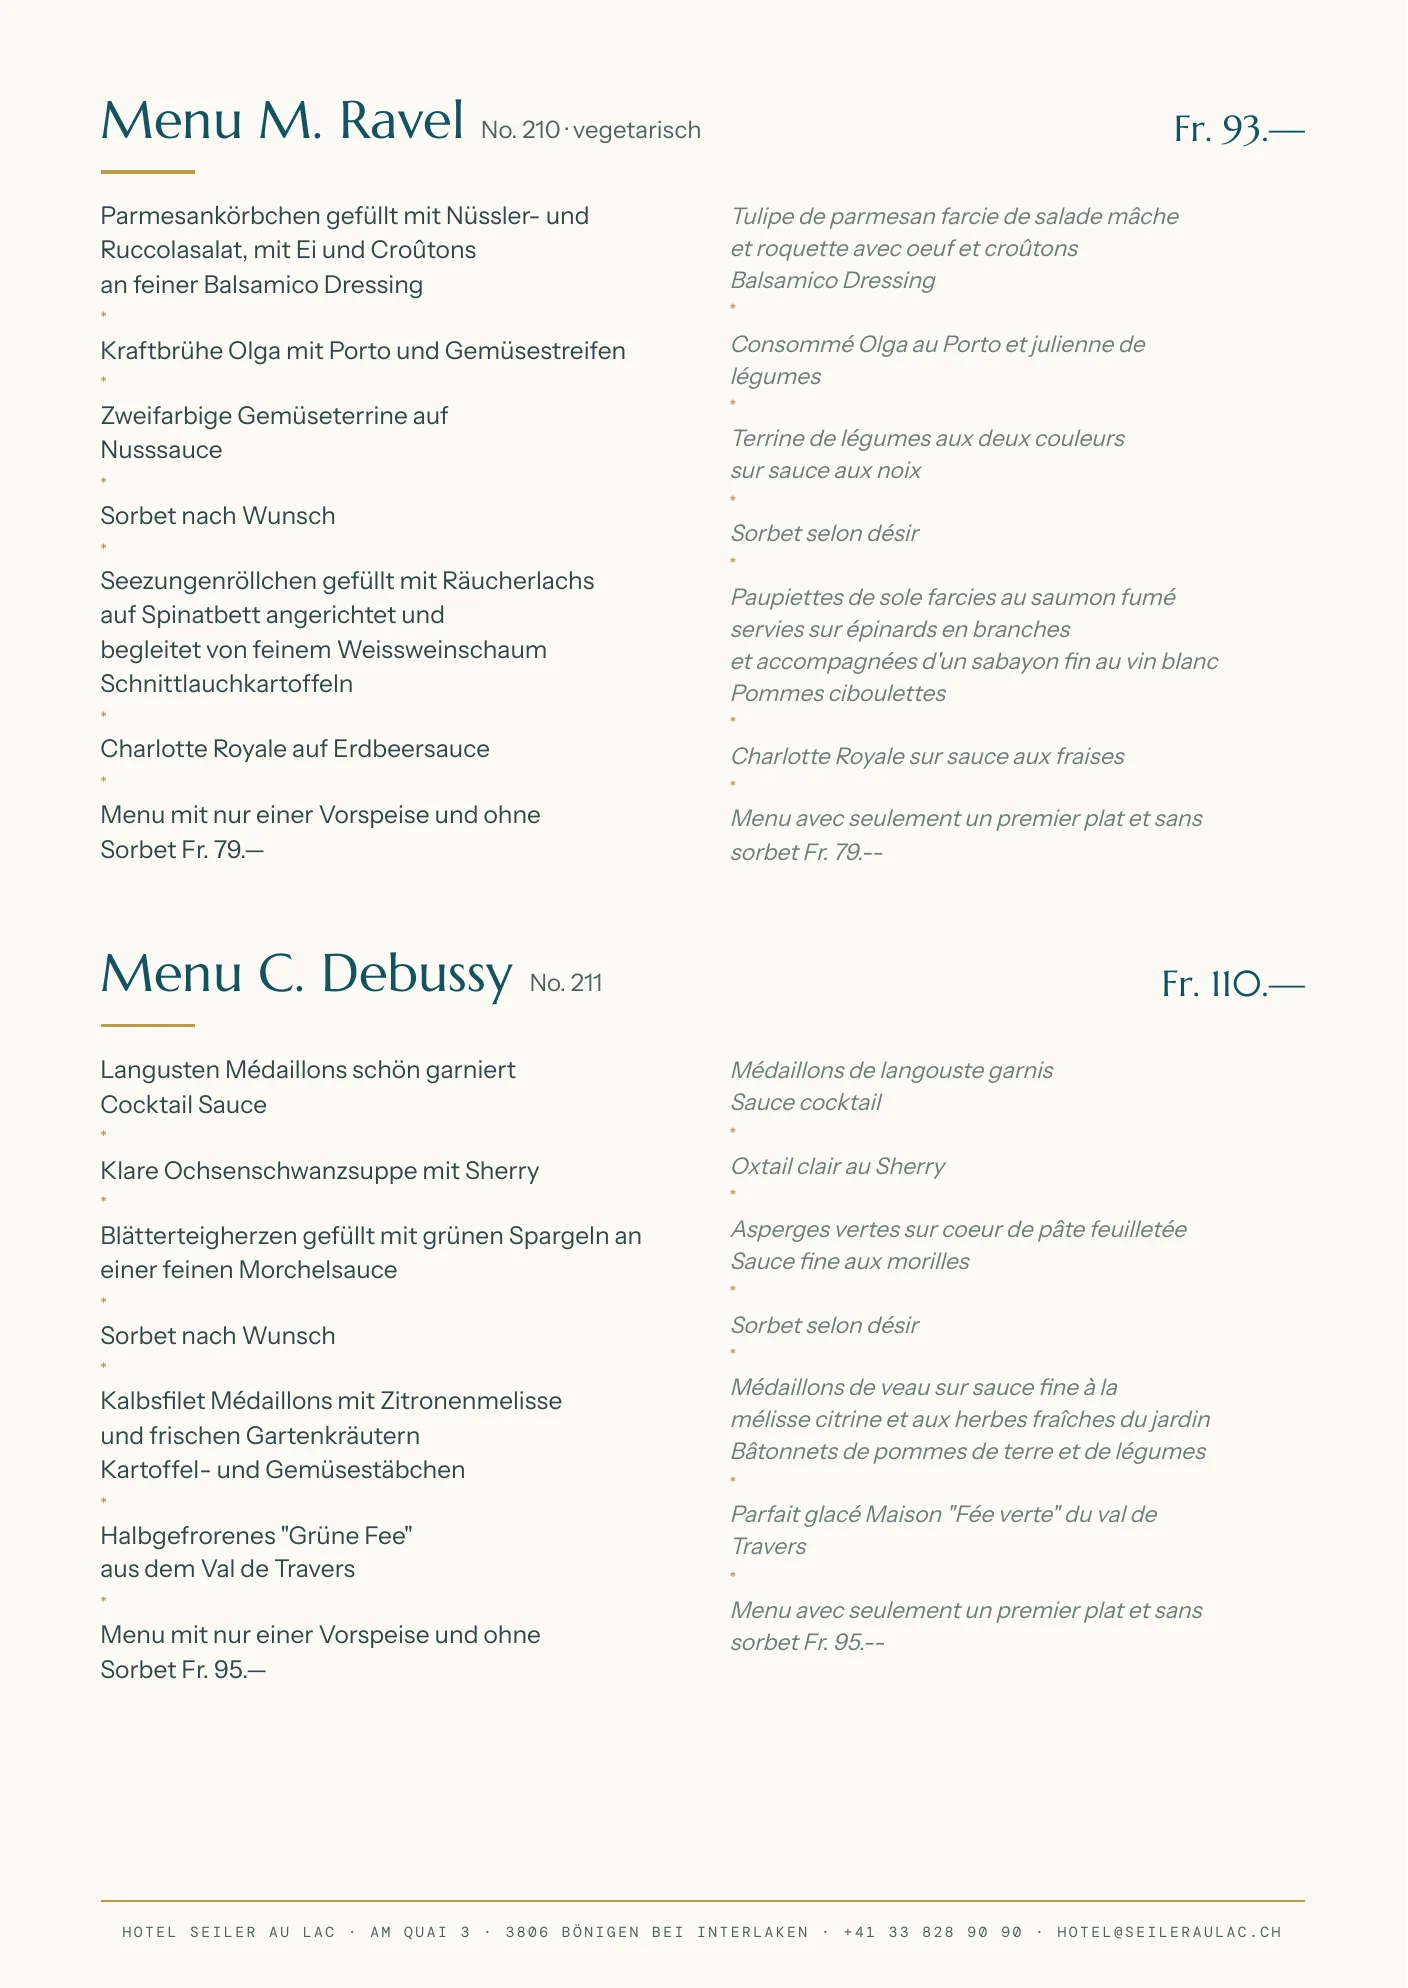 Menu M. Ravel No. 210 · vegetarisch
Fr. 93.—
Parmesankörbchen gefüllt mit Nüssler- und
Ruccolasalat, mit Ei und Croûtons
an feiner Balsamico Dressing
*
Kraftbrühe Olga mit Porto und Gemüsestreifen
*
Zweifarbige Gemüseterrine auf
Nusssauce
*
Sorbet nach Wunsch
*
Seezungenröllchen gefüllt mit Räucherlachs
auf Spinatbett angerichtet und
begleitet von feinem Weissweinschaum
Schnittlauchkartoffeln
*
Charlotte Royale auf Erdbeersauce
*
Menu mit nur einer Vorspeise und ohne
Sorbet Fr. 79.—
Tulipe de parmesan farcie de salade mâche
et roquette avec oeuf et croûtons
Balsamico Dressing
*
Consommé Olga au Porto et julienne de
légumes
*
Terrine de légumes aux deux couleurs
sur sauce aux noix
*
Sorbet selon désir
*
Paupiettes de sole farcies au saumon fumé
servies sur épinards en branches
et accompagnées d'un sabayon fin au vin blanc
Pommes ciboulettes
*
Charlotte Royale sur sauce aux fraises
*
Menu avec seulement un premier plat et sans
sorbet Fr. 79.--
Menu C. Debussy No. 211
Fr. 110.—
Langusten Médaillons schön garniert
Cocktail Sauce
*
Klare Ochsenschwanzsuppe mit Sherry
*
Blätterteigherzen gefüllt mit grünen Spargeln an
einer feinen Morchelsauce
*
Sorbet nach Wunsch
*
Kalbsfilet Médaillons mit Zitronenmelisse
und frischen Gartenkräutern
Kartoffel- und Gemüsestäbchen
*
Halbgefrorenes "Grüne Fee"
aus dem Val de Travers
*
Menu mit nur einer Vorspeise und ohne
Sorbet Fr. 95.—
Médaillons de langouste garnis
Sauce cocktail
*
Oxtail clair au Sherry
*
Asperges vertes sur coeur de pâte feuilletée
Sauce fine aux morilles
*
Sorbet selon désir
*
Médaillons de veau sur sauce fine à la
mélisse citrine et aux herbes fraîches du jardin
Bâtonnets de pommes de terre et de légumes
*
Parfait glacé Maison "Fée verte" du val de
Travers
*
Menu avec seulement un premier plat et sans
sorbet Fr. 95.--
HOTEL SEILER AU LAC · AM QUAI 3 · 3806 BÖNIGEN BEI INTERLAKEN · +41 33 828 90 90 · HOTEL@SEILERAULAC.CH